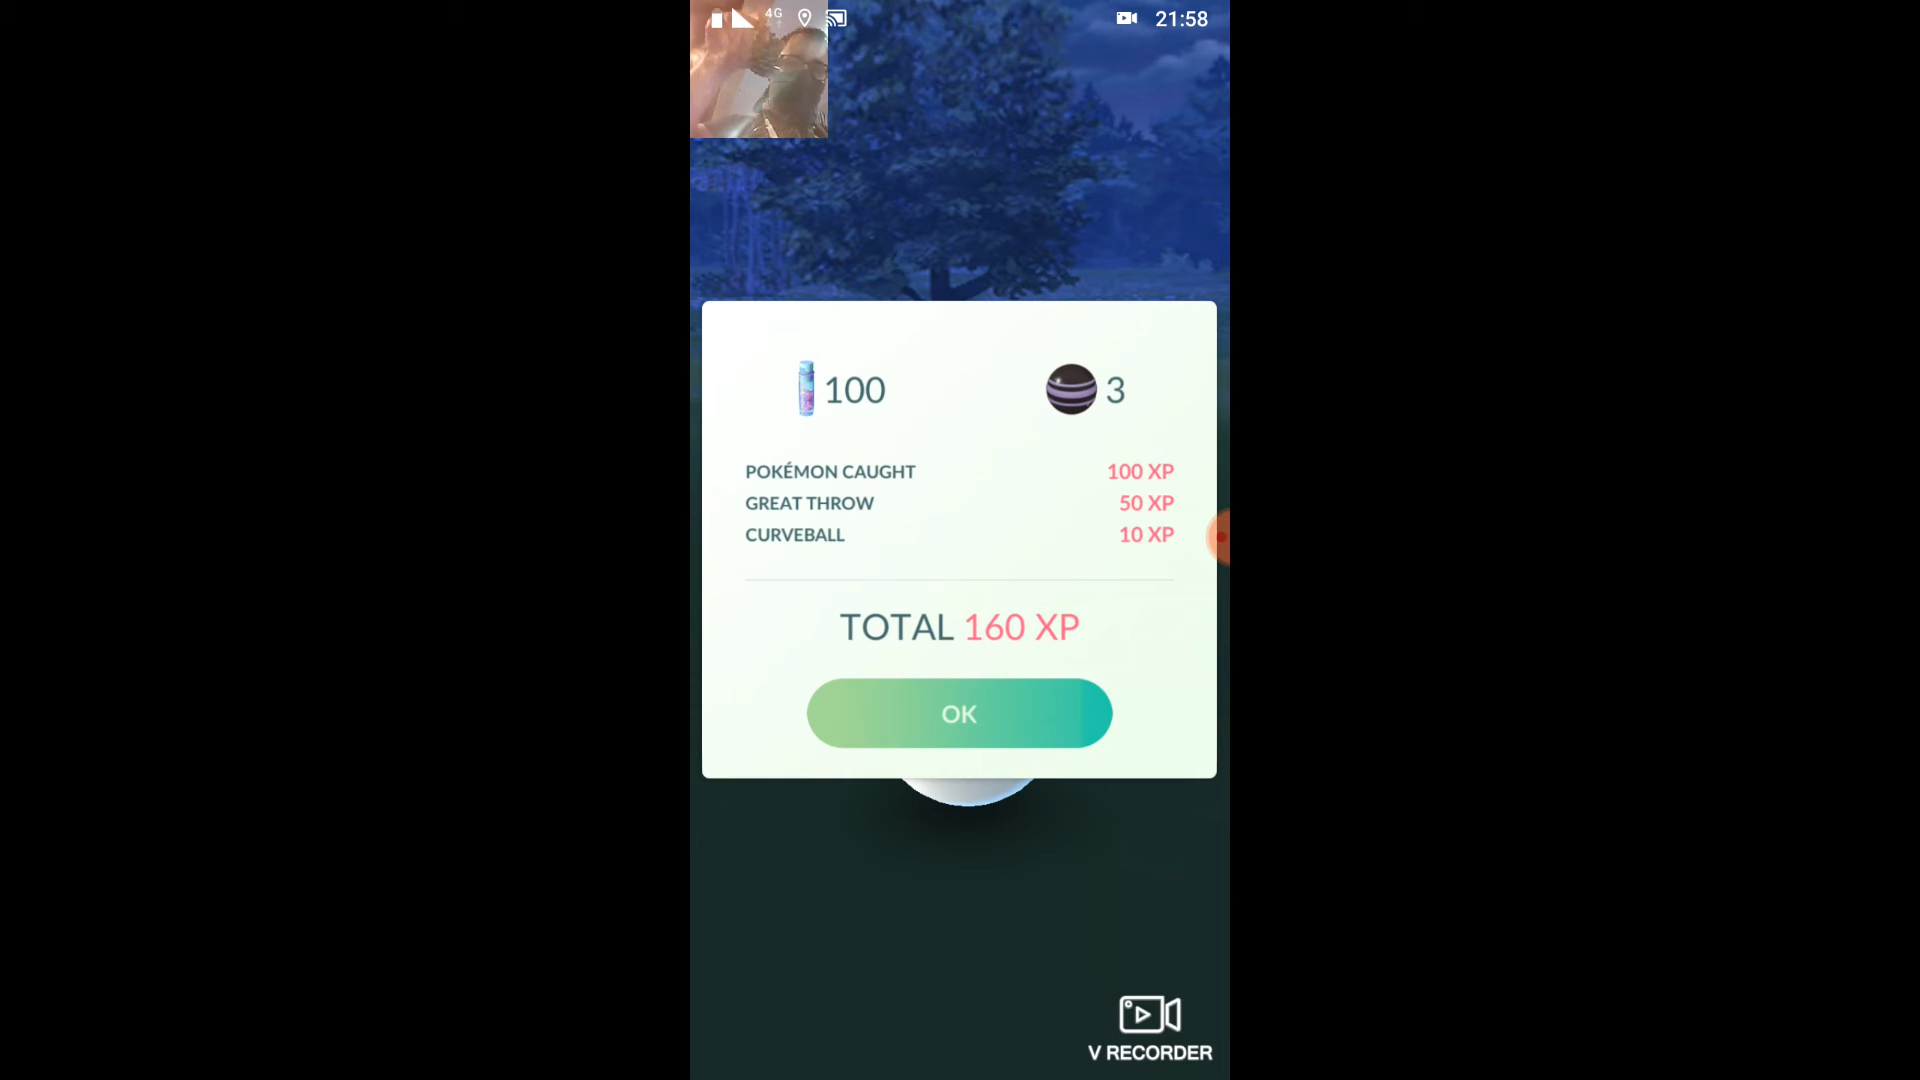 4G
21:58
100
3
POKÉMON CAUGHT 100 XP
GREAT THROW 50 XP
CURVEBALL 10 XP
TOTAL 160 XP
OK
V RECORDER